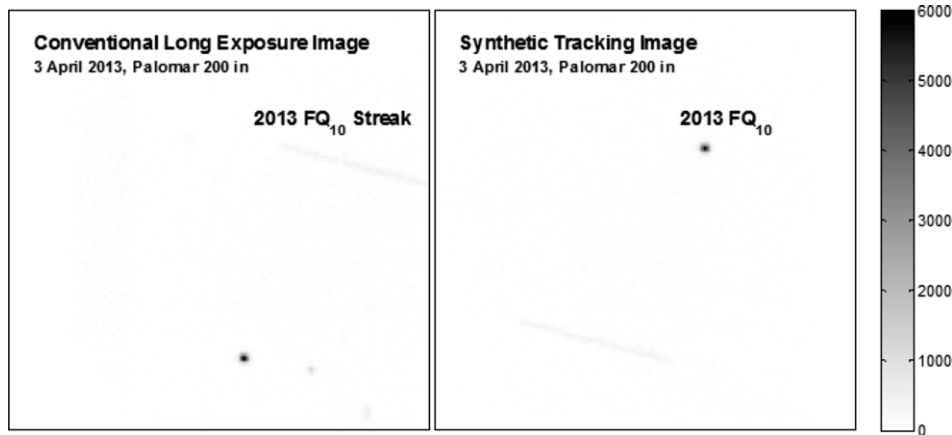 Conventional Long Exposure Image
3 April 2013, Palomar 200 in
2013 FQ10 Streak
Synthetic Tracking Image
3 April 2013, Palomar 200 in
2013 FQ10
6000
5000
4000
3000
2000
1000
0